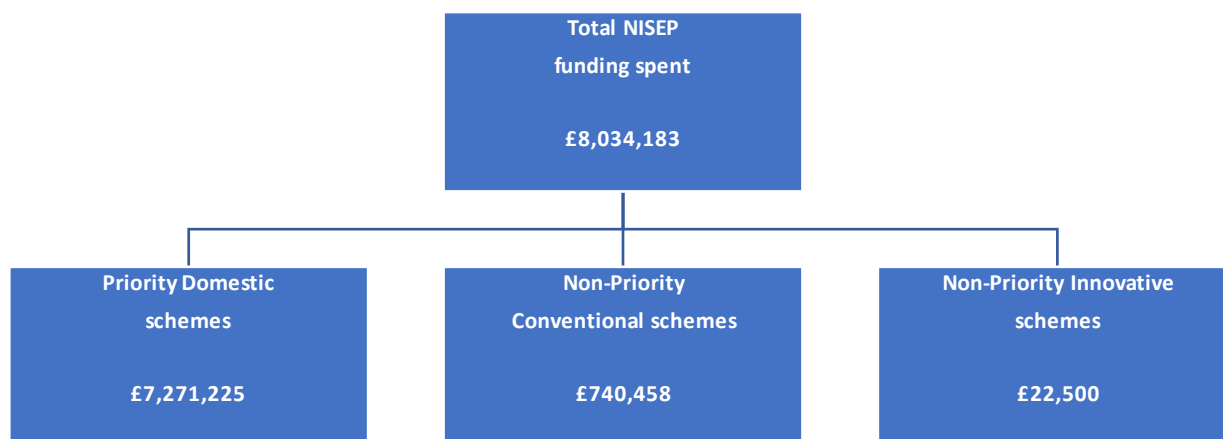 Total NISEP
funding spent
£8,034,183
Priority Domestic
schemes
£7,271,225
Non-Priority
Conventional schemes
£740,458
Non-Priority Innovative
schemes
£22,500